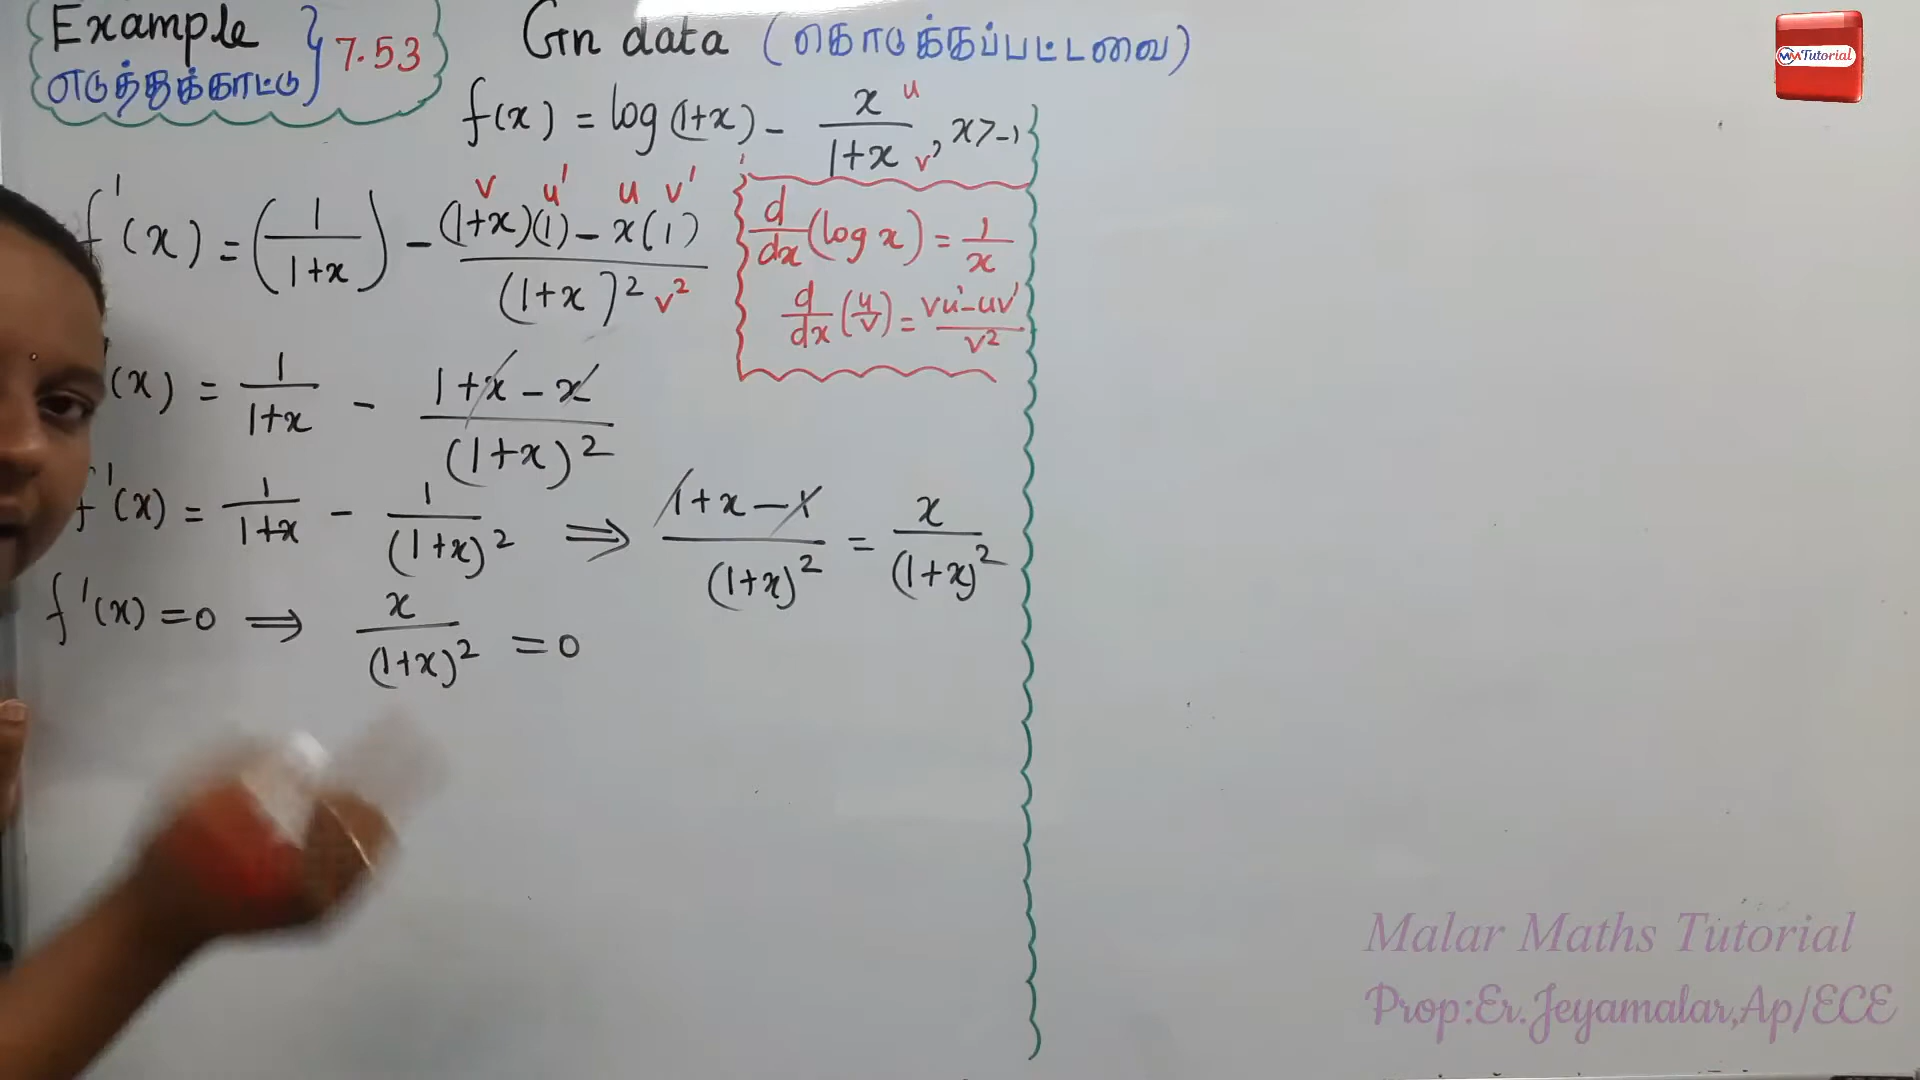 Example } 7.53
எடுத்துக்காட்டு
Gn data (கொடுக்கப்பட்டவை)
f(x) = log (1+x) - x/(1+x), x>-1
u
v
v u' u v'
f'(x) = (1/(1+x)) - ((1+x)(1) - x(1))/(1+x)² v²
d/dx (log x) = 1/x
d/dx (u/v) = (vu'-uv')/v²
(x) = 1/(1+x) - (1+x-x)/(1+x)²
f'(x) = 1/(1+x) - 1/(1+x)² ⟹ (1+x-1)/(1+x)² = x/(1+x)²
f'(x) = 0 ⟹ x/(1+x)² = 0
MM Tutorial
Malar Maths Tutorial
Prop:Er.Jeyamalar,Ap/ECE